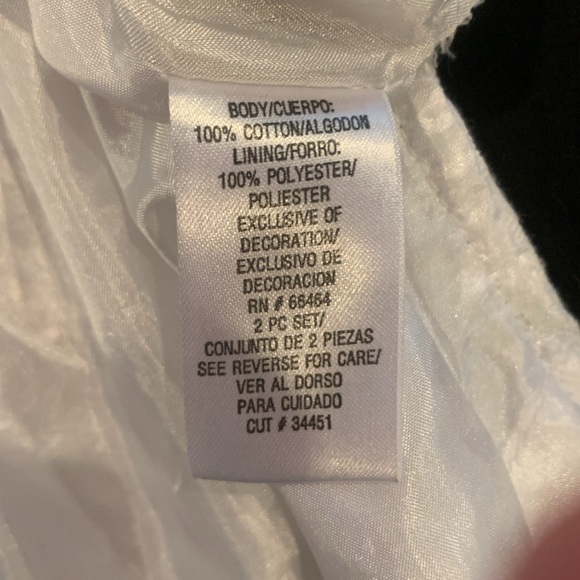 BODY/CUERPO:
100% COTTON/ALGODON
LINING/FORRO:
100% POLYESTER/
POLIESTER
EXCLUSIVE OF
DECORATION/
EXCLUSIVO DE
DECORACION
RN # 66464
2 PC SET/
CONJUNTO DE 2 PIEZAS
SEE REVERSE FOR CARE/
VER AL DORSO
PARA CUIDADO
CUT # 34451